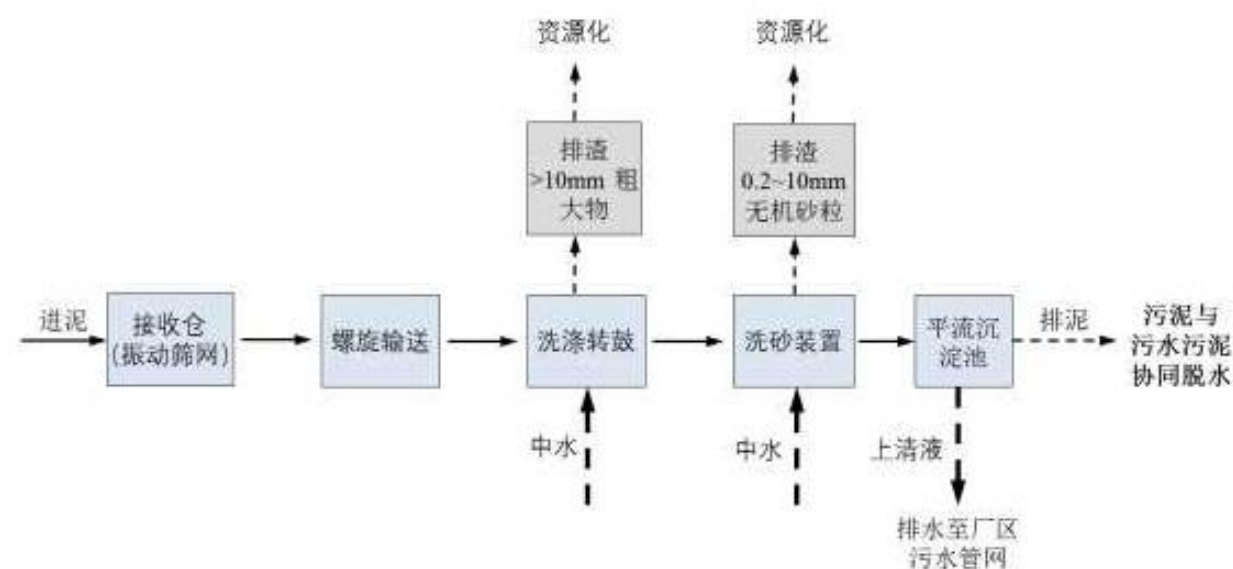 资源化
资源化
排渣
>10mm 粗
大物
排渣
0.2~10mm
无机砂粒
进泥
接收仓
(振动筛网)
螺旋输送
洗涤转鼓
洗砂装置
平流沉
淀池
排泥
污泥与
污水污泥
协同脱水
中水
中水
上清液
排水至厂区
污水管网